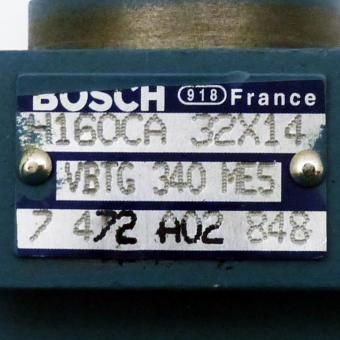 BOSCH 918 France
H160CA 32X14
VBTG 340 ME5
7 472 A02 848